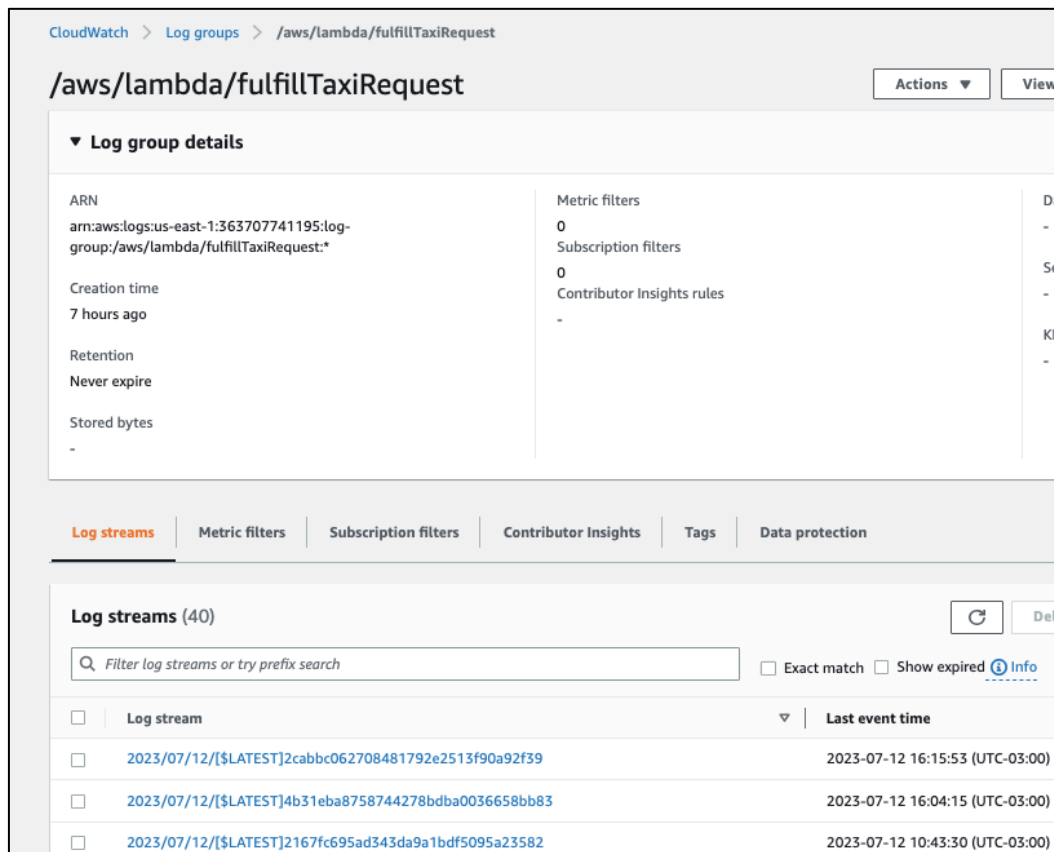 CloudWatch > Log groups > /aws/lambda/fulfillTaxiRequest
/aws/lambda/fulfillTaxiRequest
Actions ▼
View
▼ Log group details
ARN
arn:aws:logs:us-east-1:363707741195:log-
group:/aws/lambda/fulfillTaxiRequest:*
Creation time
7 hours ago
Retention
Never expire
Stored bytes
-
Metric filters
0
Subscription filters
0
Contributor Insights rules
-
-
-
-
Log streams
Metric filters
Subscription filters
Contributor Insights
Tags
Data protection
Log streams (40)
Filter log streams or try prefix search
Exact match
Show expired
Info
Log stream
Last event time
2023/07/12/[$LATEST]2cabbc062708481792e2513f90a92f39
2023-07-12 16:15:53 (UTC-03:00)
2023/07/12/[$LATEST]4b31eba8758744278bdba0036658bb83
2023-07-12 16:04:15 (UTC-03:00)
2023/07/12/[$LATEST]2167fc695ad343da9a1bdf5095a23582
2023-07-12 10:43:30 (UTC-03:00)